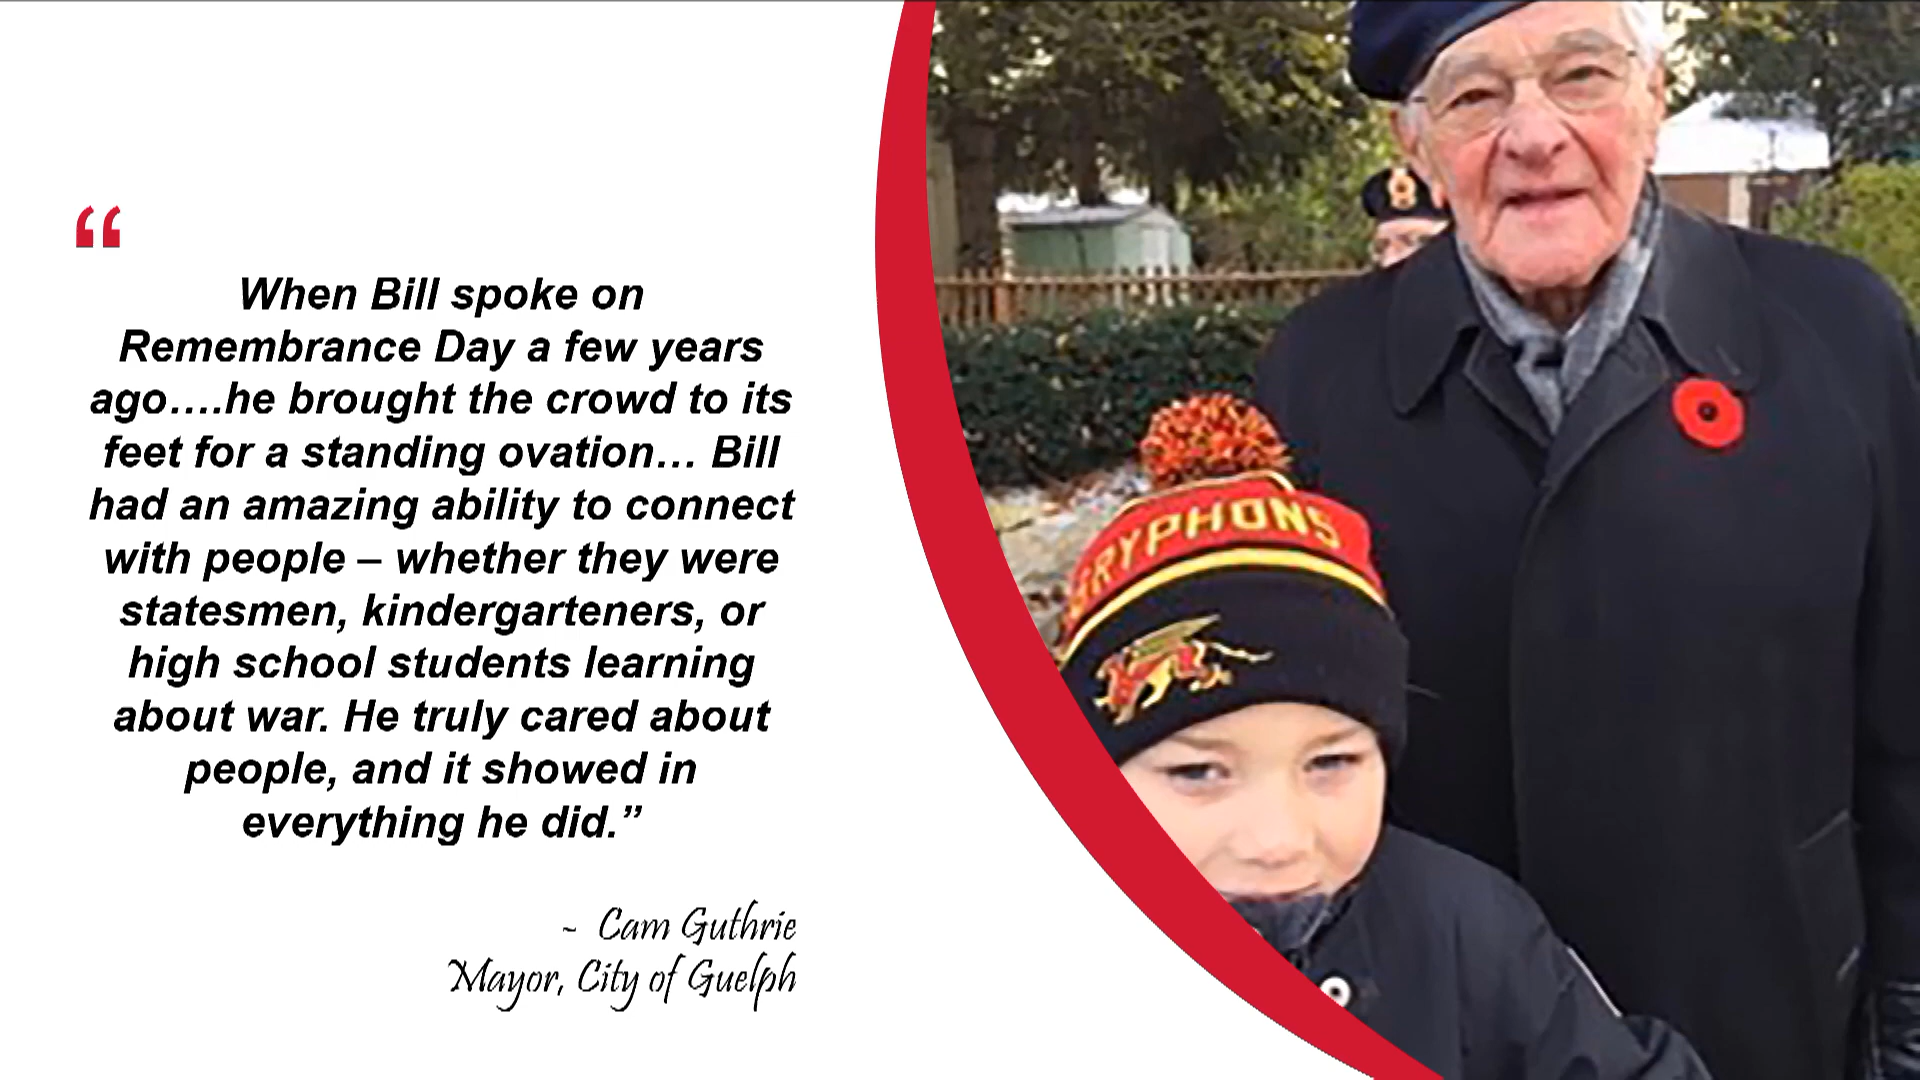 “
When Bill spoke on
Remembrance Day a few years
ago….he brought the crowd to its
feet for a standing ovation… Bill
had an amazing ability to connect
with people – whether they were
statesmen, kindergarteners, or
high school students learning
about war. He truly cared about
people, and it showed in
everything he did.”
~ Cam Guthrie
Mayor, City of Guelph
GRYPHONS